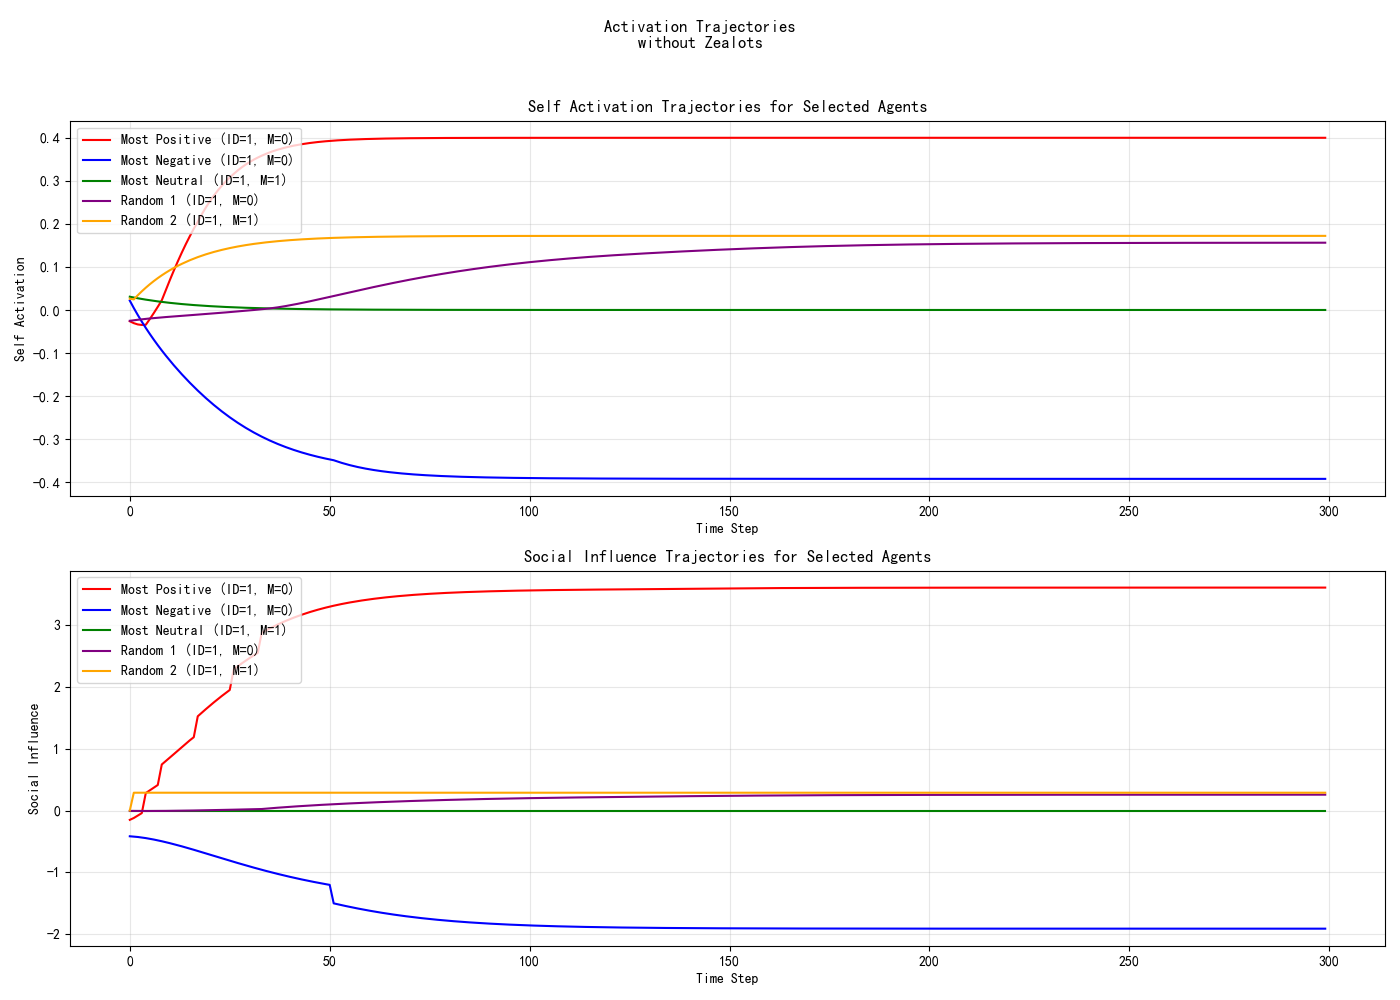 Activation Trajectories
without Zealots
Self Activation Trajectories for Selected Agents
Most Positive (ID=1, M=0)
Most Negative (ID=1, M=0)
Most Neutral (ID=1, M=1)
Random 1 (ID=1, M=0)
Random 2 (ID=1, M=1)
Self Activation
0.4
0.3
0.2
0.1
0.0
−0.1
−0.2
−0.3
−0.4
0 50 100 150 200 250 300
Time Step
Social Influence Trajectories for Selected Agents
Most Positive (ID=1, M=0)
Most Negative (ID=1, M=0)
Most Neutral (ID=1, M=1)
Random 1 (ID=1, M=0)
Random 2 (ID=1, M=1)
Social Influence
3
2
1
0
−1
−2
0 50 100 150 200 250 300
Time Step